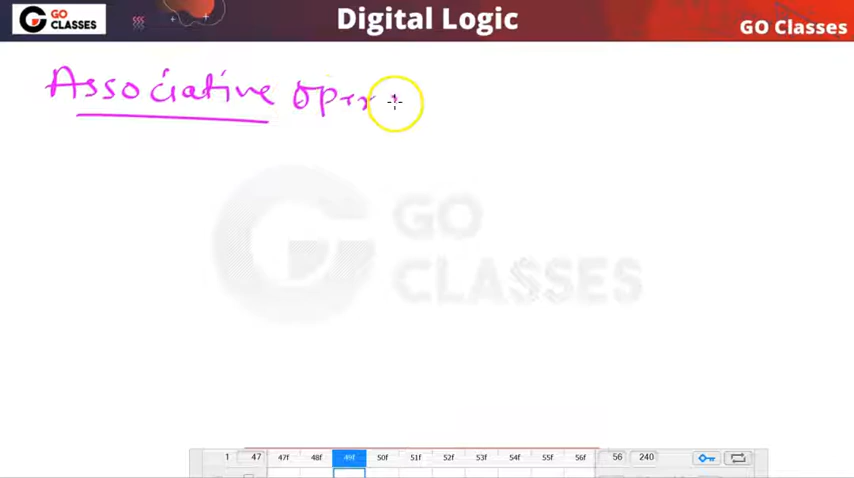 GO
CLASSES
Digital Logic
GO Classes
Associative
GO
CLASSES
1 47 47f 48f 49f 50f 51f 52f 53f 54f 55f 56f 56 240